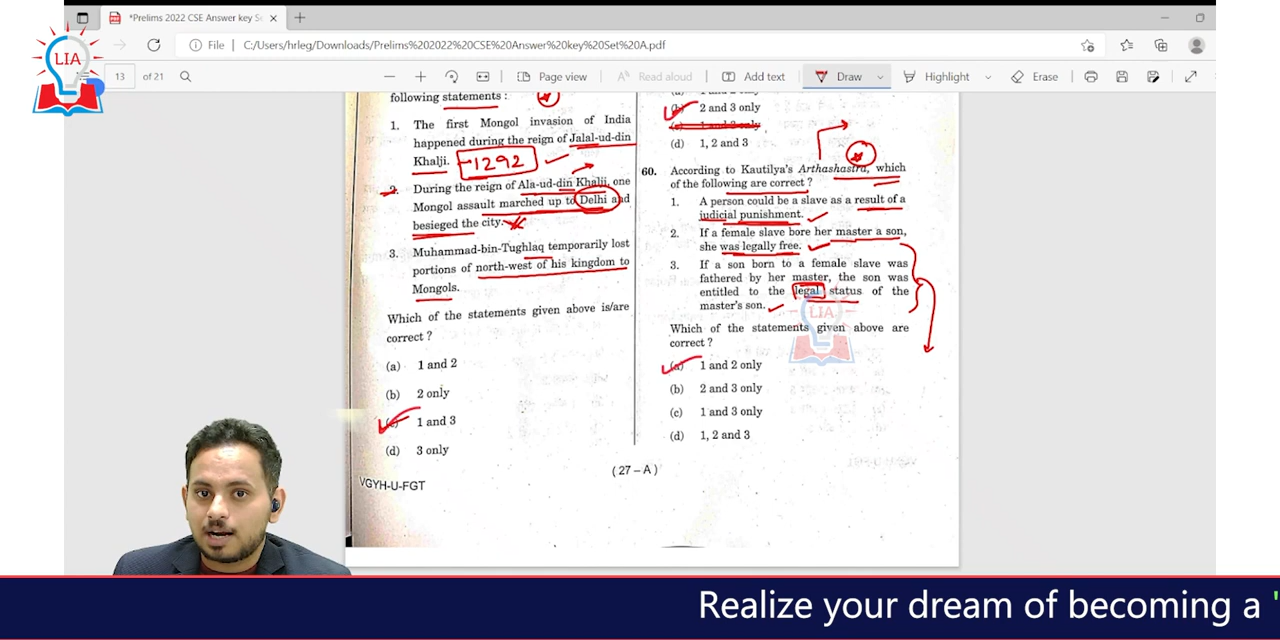 *Prelims 2022 CSE Answer key Se
File
C:/Users/hrleg/Downloads/Prelims%202022%20CSE%20Answer%20key%20Set%20A.pdf
LIA
13 of 21
Page view
Read aloud
Add text
Draw
Highlight
Erase
following statements :
1. The first Mongol invasion of India
happened during the reign of Jalal-ud-din
Khalji. 1292
2. During the reign of Ala-ud-din Khalji, one
Mongol assault marched up to Delhi and
besieged the city.
3. Muhammad-bin-Tughlaq temporarily lost
portions of north-west of his kingdom to
Mongols.
Which of the statements given above is/are
correct ?
(a) 1 and 2
(b) 2 only
(c) 1 and 3
(d) 3 only
VGYH-U-FGT
(b) 2 and 3 only
(c) 1 and 3 only
(d) 1, 2 and 3
60. According to Kautilya's Arthashastra, which
of the following are correct ?
1. A person could be a slave as a result of a
judicial punishment.
2. If a female slave bore her master a son,
she was legally free.
3. If a son born to a female slave was
fathered by her master, the son was
entitled to the legal status of the
master's son.
LIA
Which of the statements given above are
correct ?
(a) 1 and 2 only
(b) 2 and 3 only
(c) 1 and 3 only
(d) 1, 2 and 3
( 27 – A )
Realize your dream of becoming a '